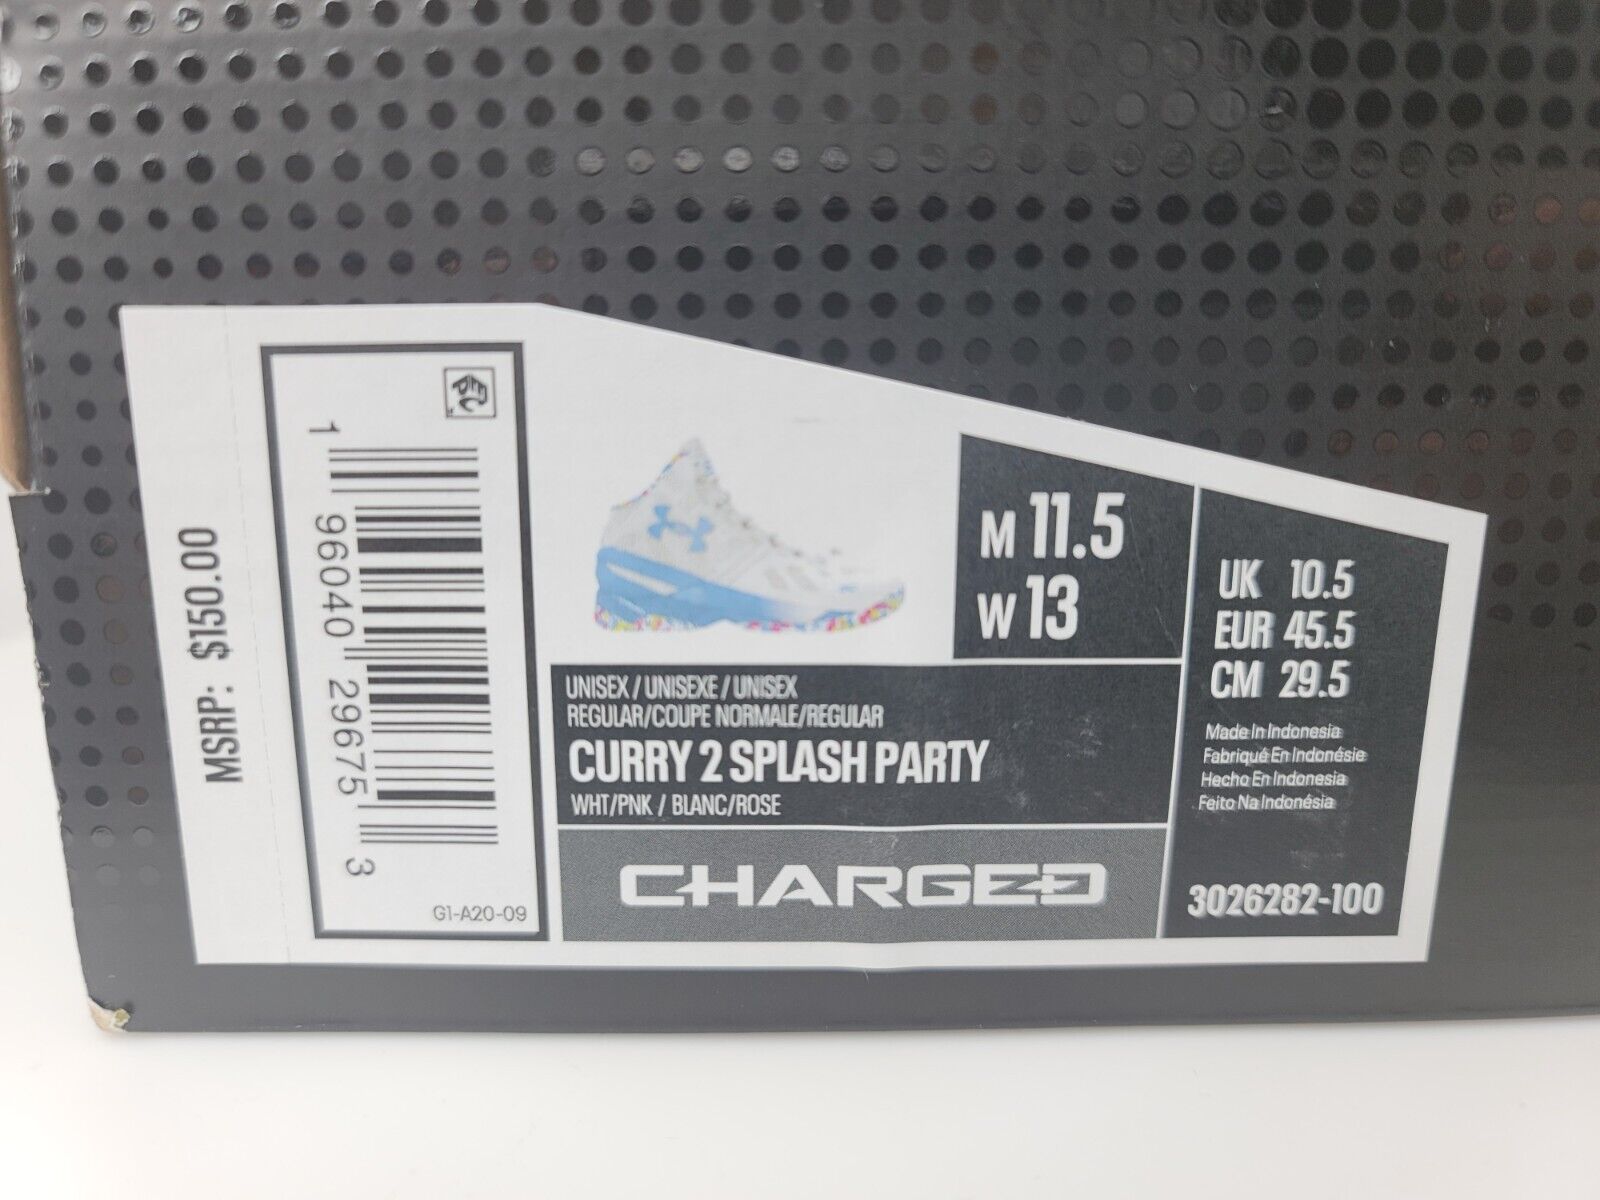 MSRP: $150.00
1 96040 29675 3
G1-A20-09
M 11.5
W 13
UNISEX / UNISEXE / UNISEX
REGULAR/COUPE NORMALE/REGULAR
CURRY 2 SPLASH PARTY
WHT/PNK / BLANC/ROSE
CHARGED
UK 10.5
EUR 45.5
CM 29.5
Made In Indonesia
Fabriqué En Indonésie
Hecho En Indonesia
Feito Na Indonésia
3026282-100